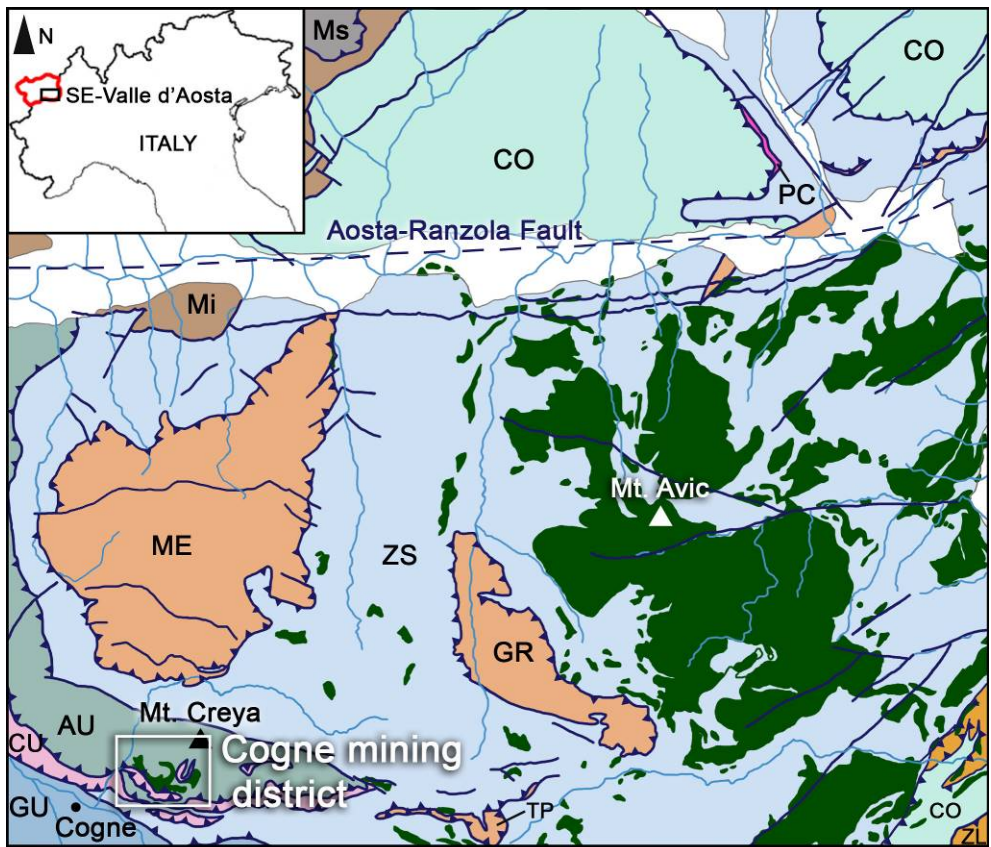 N
SE-Valle d'Aosta
ITALY
Ms
CO
CO
PC
Aosta-Ranzola Fault
Mi
Mt. Avic
ME
ZS
GR
AU
Mt. Creya
CU
Cogne mining
district
GU
Cogne
TP
CO
ZL